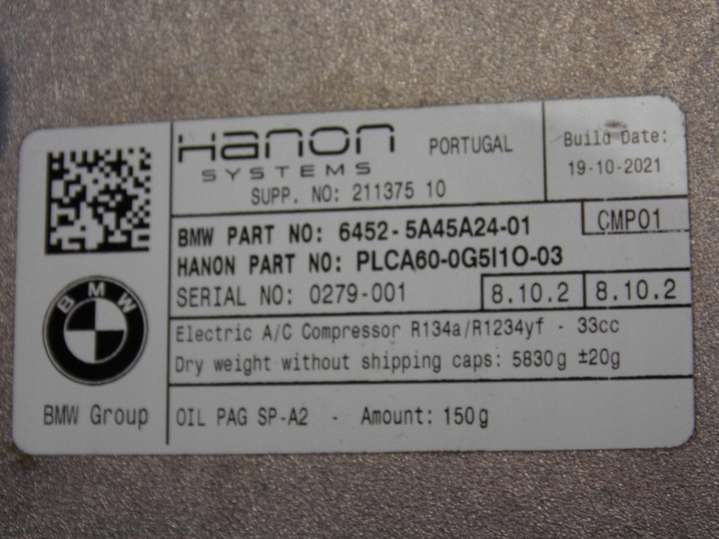 Hanon
SYSTEMS
PORTUGAL
SUPP. NO: 211375 10
Build Date:
19-10-2021
BMW PART NO: 6452-5A45A24-01
CMP01
HANON PART NO: PLCA60-0G5I1O-03
SERIAL NO: 0279-001
8.10.2
8.10.2
Electric A/C Compressor R134a/R1234yf - 33cc
Dry weight without shipping caps: 5830g ±20g
BMW
BMW Group
OIL PAG SP-A2 - Amount: 150g